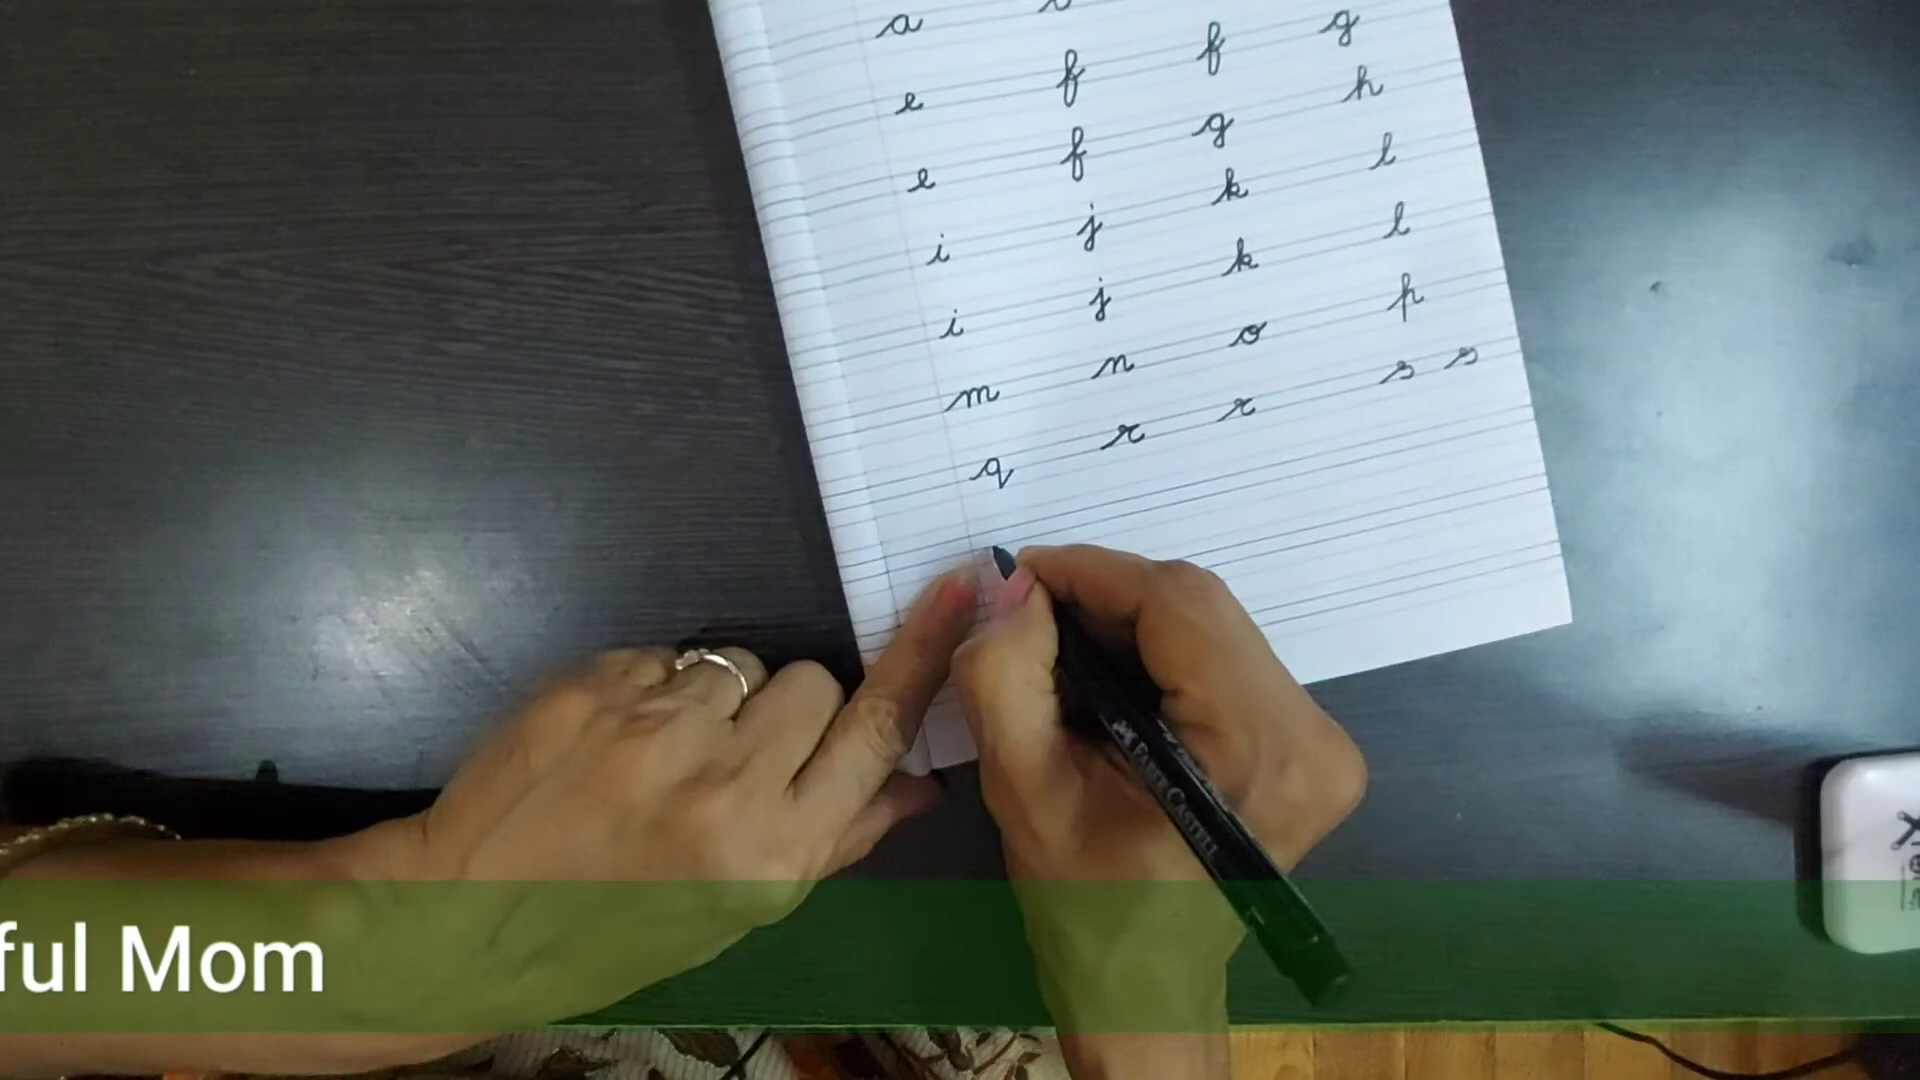 a
e f f g
e f g h
i j k l
i j k l
m n o p
q r r s s
FABER CASTELL
ful Mom